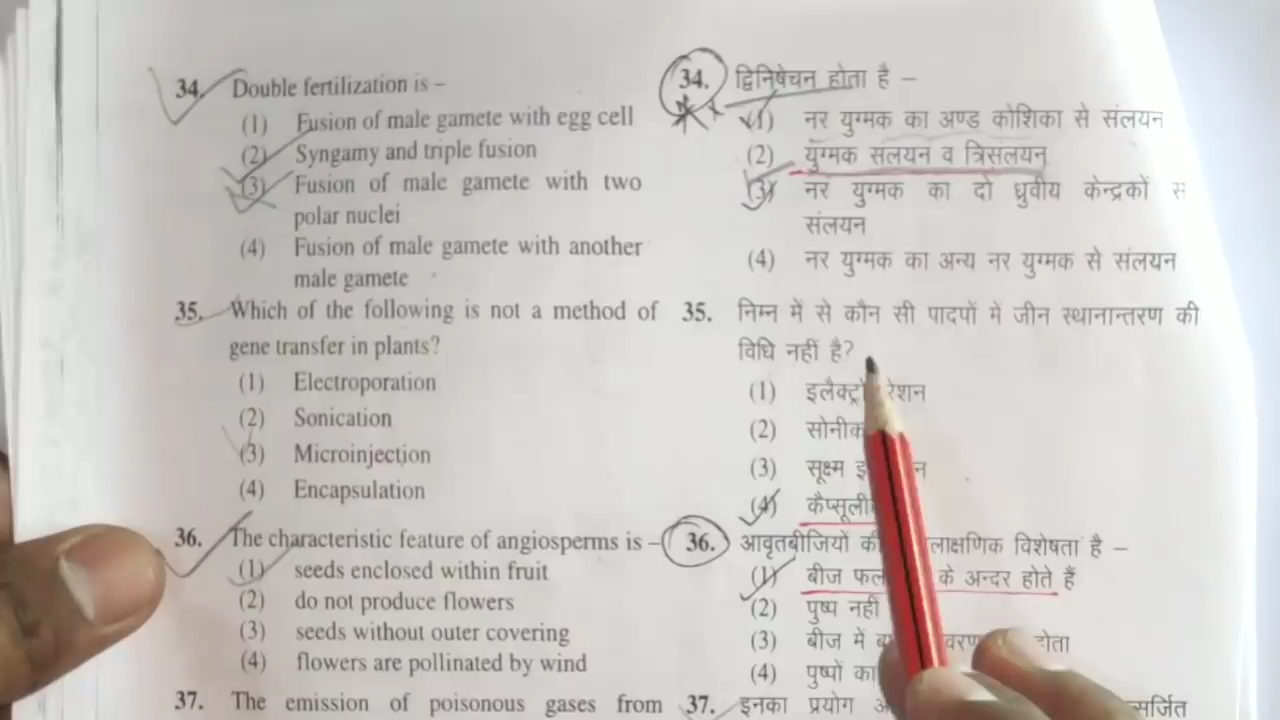 34. Double fertilization is –
(1) Fusion of male gamete with egg cell
(2) Syngamy and triple fusion
(3) Fusion of male gamete with two
polar nuclei
(4) Fusion of male gamete with another
male gamete
35. Which of the following is not a method of
gene transfer in plants?
(1) Electroporation
(2) Sonication
(3) Microinjection
(4) Encapsulation
36. The characteristic feature of angiosperms is –
(1) seeds enclosed within fruit
(2) do not produce flowers
(3) seeds without outer covering
(4) flowers are pollinated by wind
37. The emission of poisonous gases from
34. द्विनिषेचन होता है –
(1) नर युग्मक का अण्ड कोशिका से संलयन
(2) युग्मक संलयन व त्रिसंलयन
(3) नर युग्मक का दो ध्रुवीय केन्द्रकों
संलयन
(4) नर युग्मक का अन्य नर युग्मक से संलयन
35. निम्न में से कौन सी पादपों में जीन स्थानान्तरण की
विधि नहीं है?
(1)
(2)
(3) सूक्ष्म
(4)
36. आवृतबीजियों की लाक्षणिक विशेषता है –
(1) बीज के अन्दर होते हैं
(2) पुष्प नहीं
(3) बीज में होता
(4) पुष्पों का
37. इनका प्रयोग